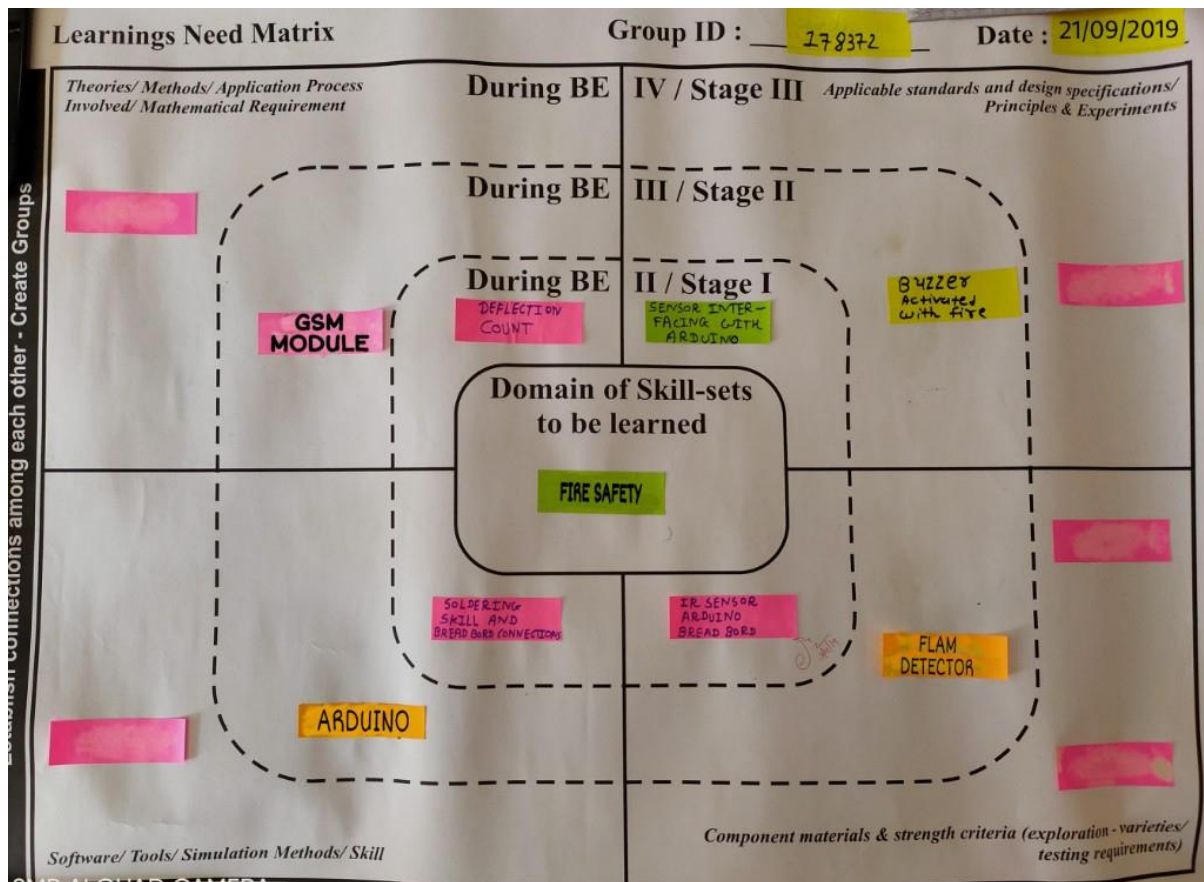 Learnings Need Matrix
Group ID : 178372
Date : 21/09/2019
Theories/ Methods/ Application Process
Involved/ Mathematical Requirement
During BE IV / Stage III
Applicable standards and design specifications/
Principles & Experiments
During BE III / Stage II
During BE II / Stage I
GSM
MODULE
DEFLECTION
COUNT
SENSOR INTER-
FACING WITH
ARDUINO
BUZZER
Activated
with fire
Domain of Skill-sets
to be learned
FIRE SAFETY
SOLDERING
SKILL AND
BREAD BORD CONNECTIONS
IR SENSOR
ARDUINO
BREAD BORD
FLAM
DETECTOR
ARDUINO
Software/ Tools/ Simulation Methods/ Skill
Component materials & strength criteria (exploration - varieties/
testing requirements)
Establish connections among each other - Create Groups